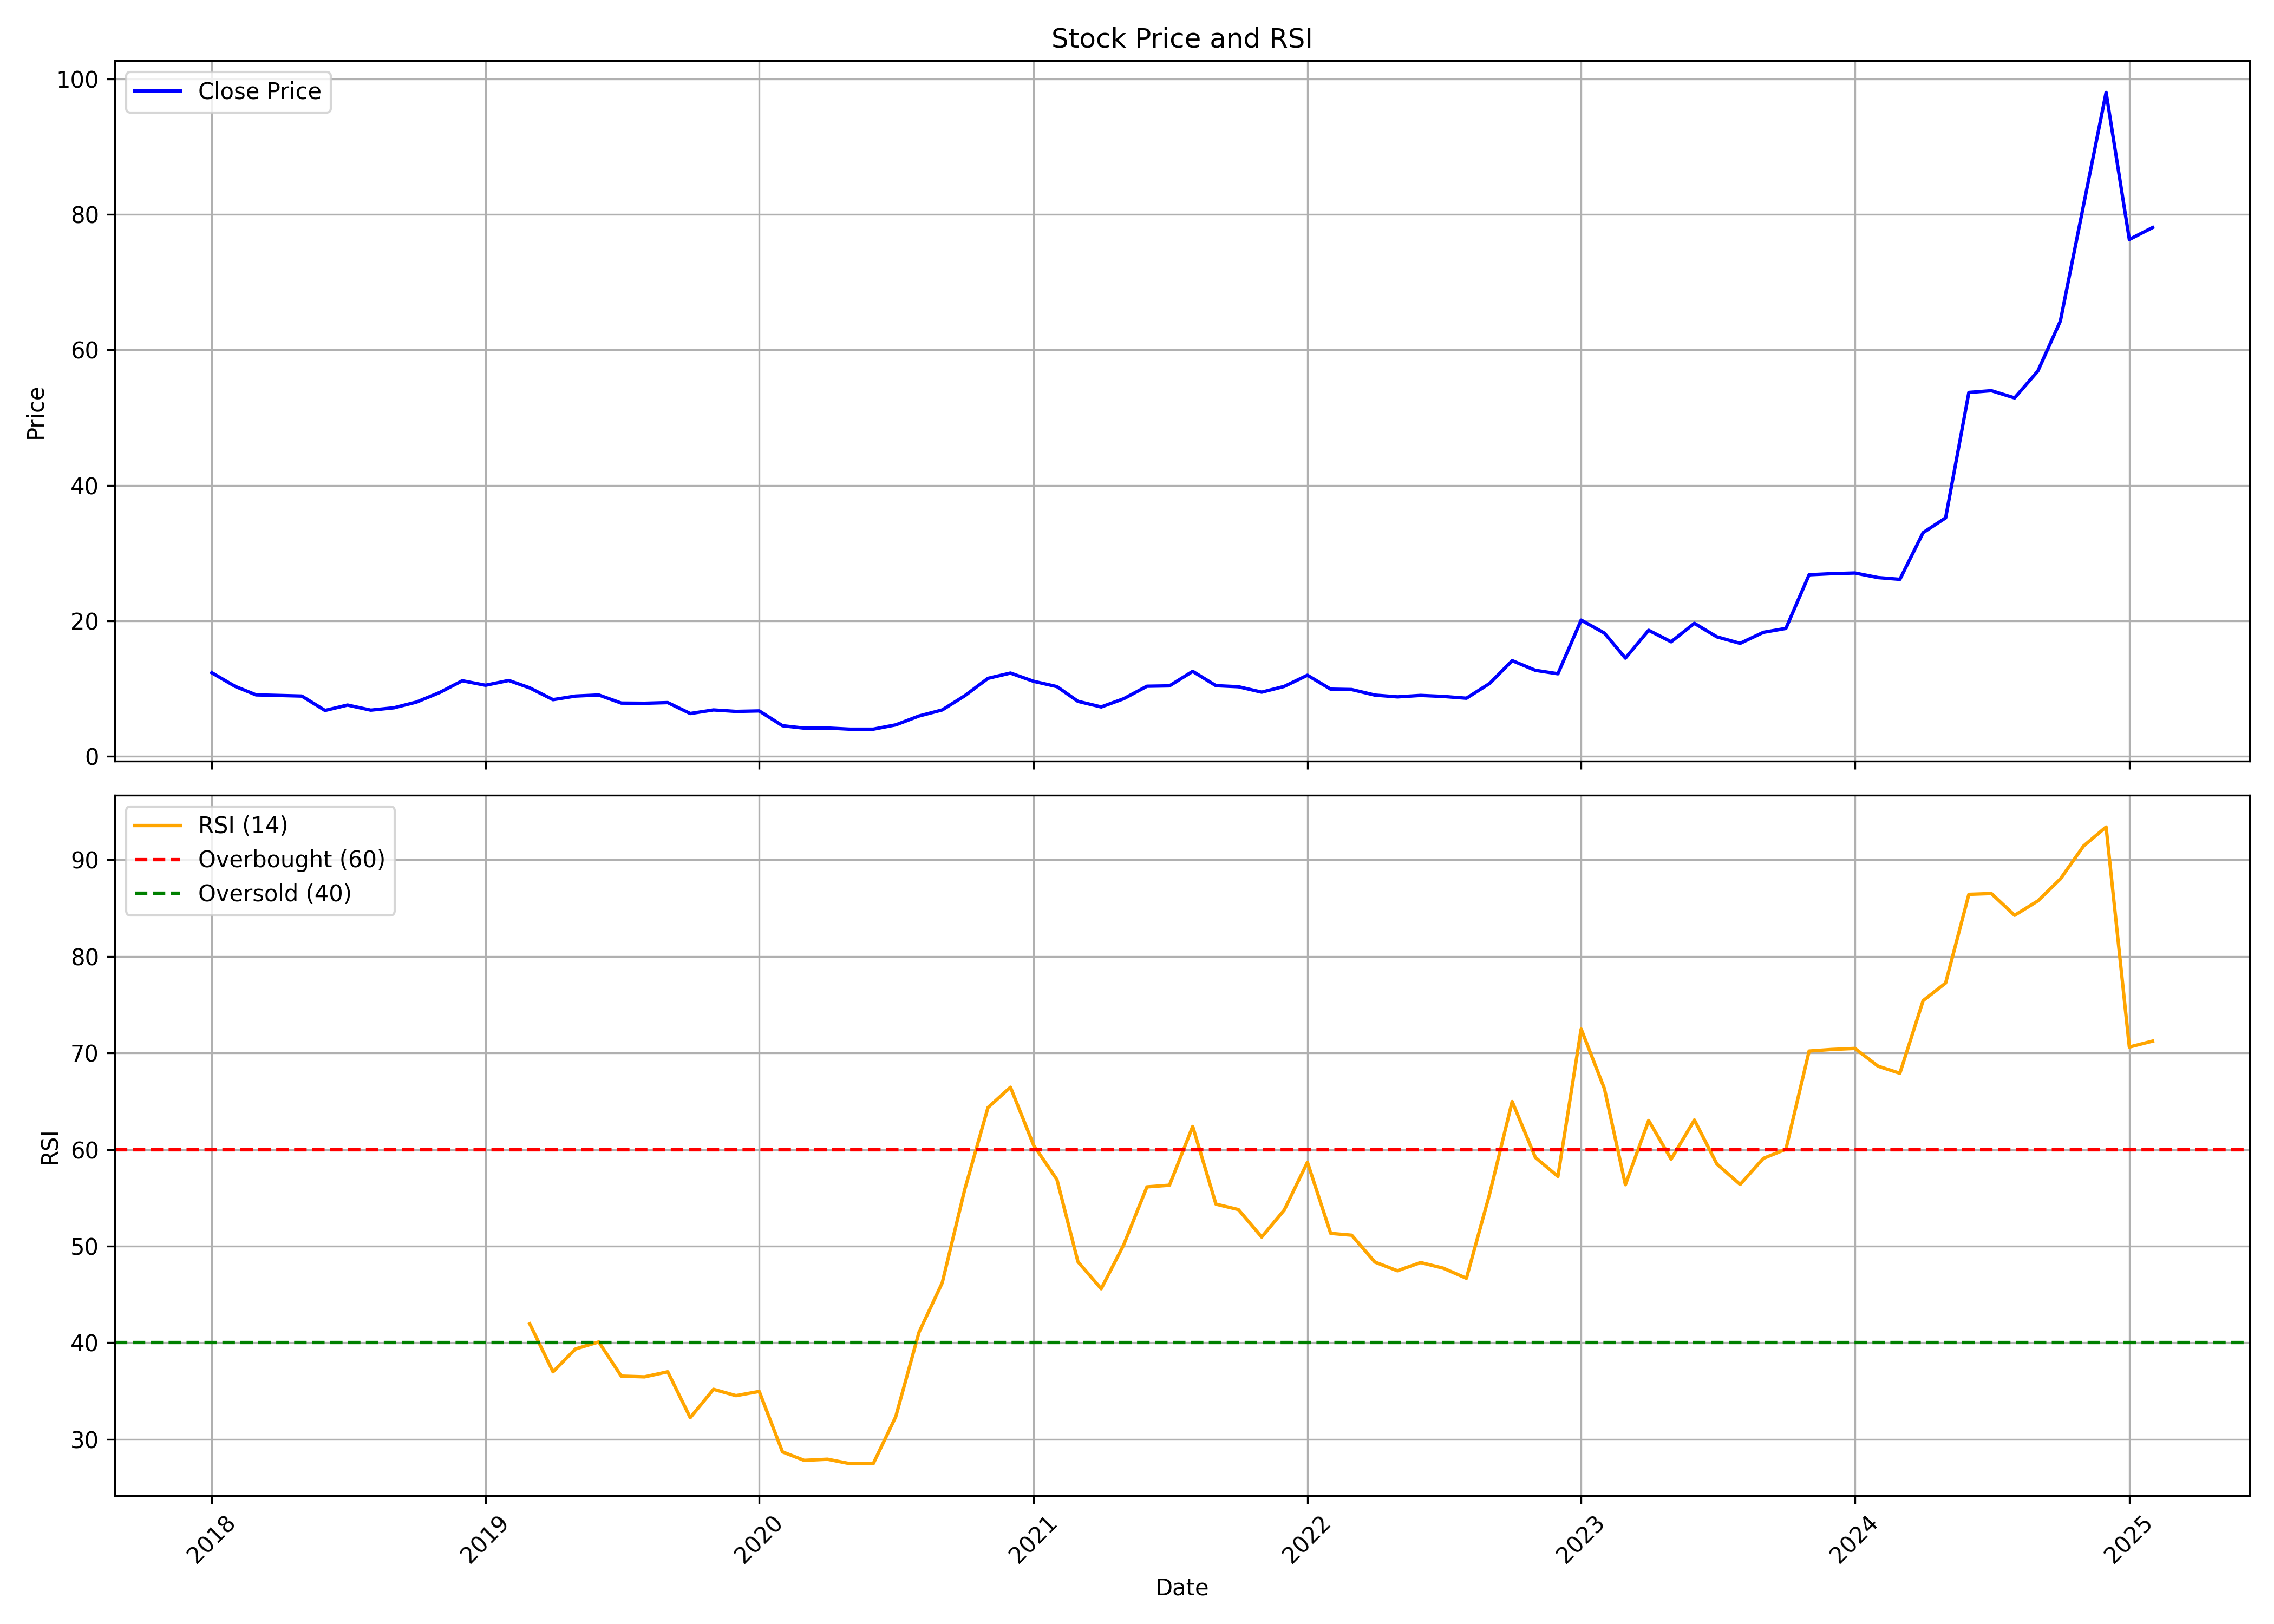 Stock Price and RSI
Close Price
100
80
60
40
20
0
Price
RSI (14)
Overbought (60)
Oversold (40)
90
80
70
60
50
40
30
RSI
2018
2019
2020
2021
2022
2023
2024
2025
Date